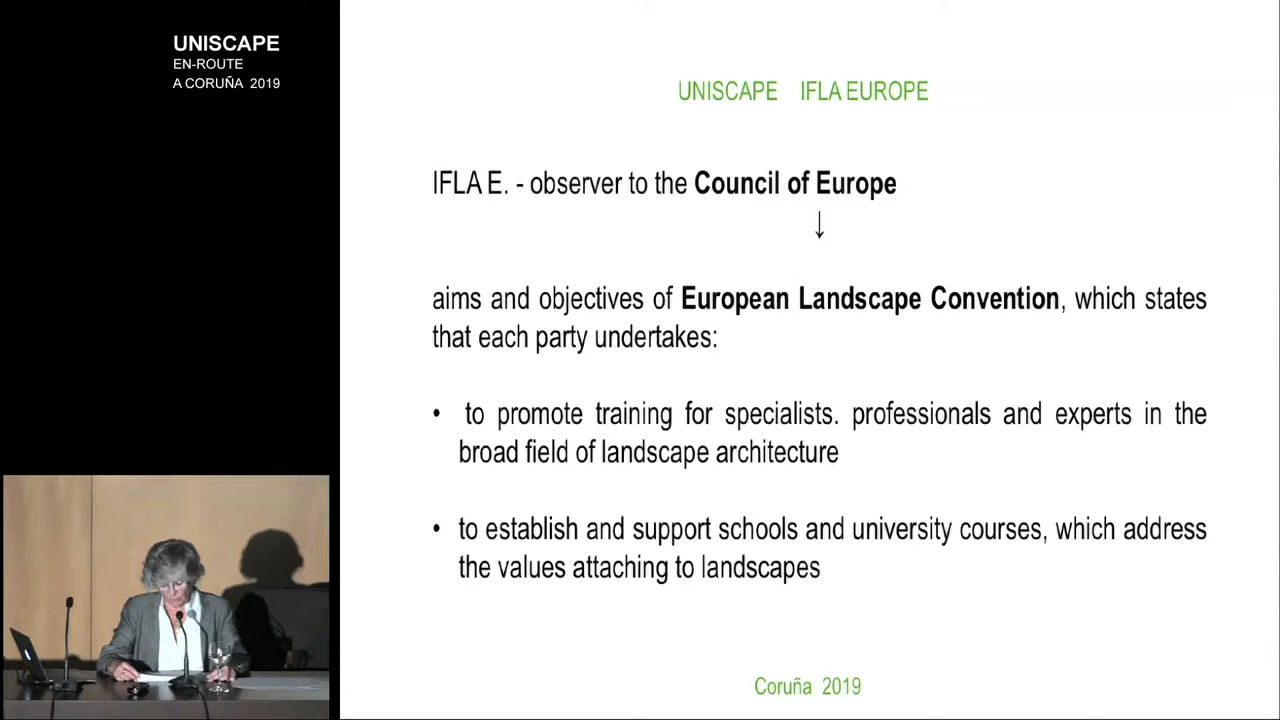 UNISCAPE
EN-ROUTE
A CORUÑA 2019
UNISCAPE IFLA EUROPE
IFLA E. - observer to the Council of Europe
↓
aims and objectives of European Landscape Convention, which states
that each party undertakes:
• to promote training for specialists. professionals and experts in the
broad field of landscape architecture
• to establish and support schools and university courses, which address
the values attaching to landscapes
Coruña 2019